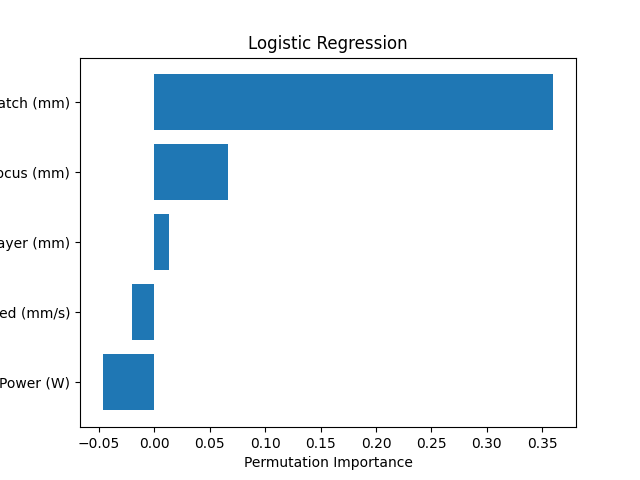 Logistic Regression
atch (mm)
ocus (mm)
ayer (mm)
ed (mm/s)
Power (W)
−0.05 0.00 0.05 0.10 0.15 0.20 0.25 0.30 0.35
Permutation Importance